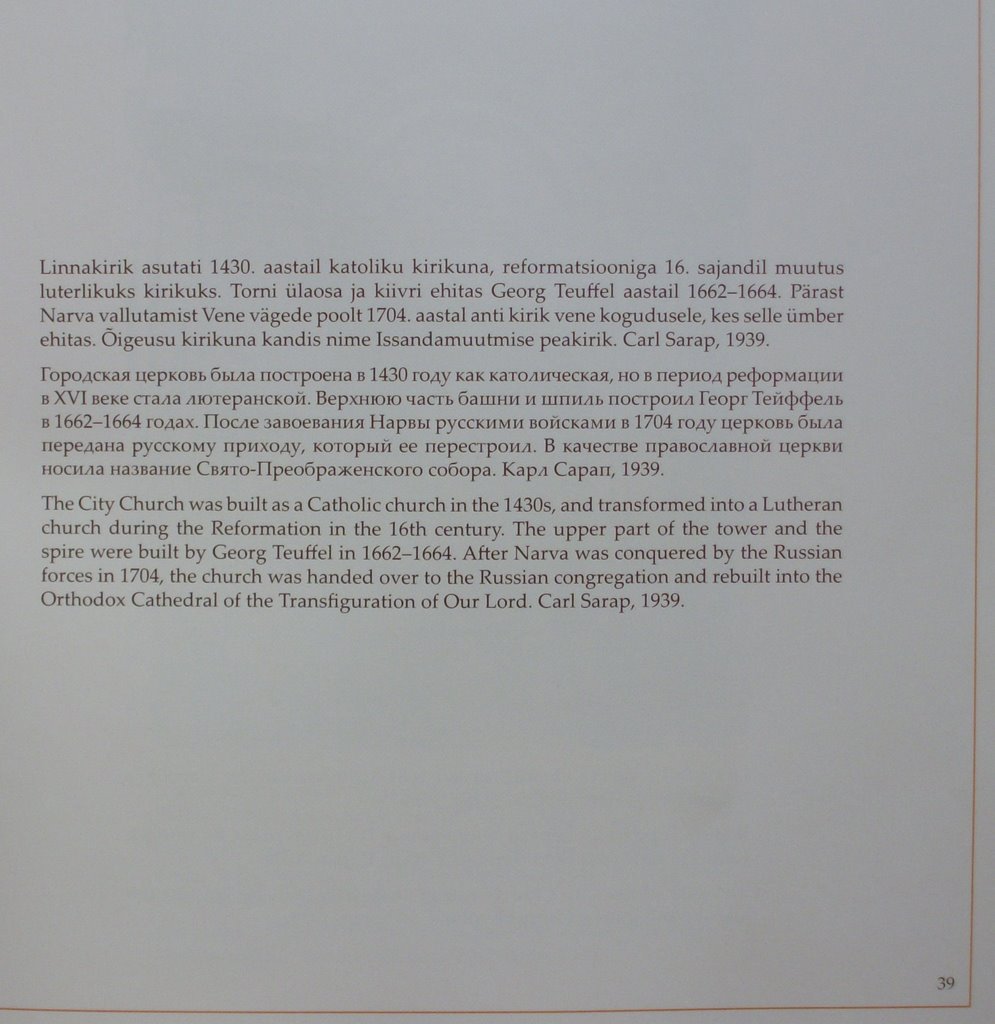 Linnakirik asutati 1430. aastail katoliku kirikuna, reformatsiooniga 16. sajandil muutus
luterlikuks kirikuks. Torni ülaosa ja kiivri ehitas Georg Teuffel aastail 1662–1664. Pärast
Narva vallutamist Vene vägede poolt 1704. aastal anti kirik vene kogudusele, kes selle ümber
ehitas. Õigeusu kirikuna kandis nime Issandamuutmise peakirik. Carl Sarap, 1939.
Городская церковь была построена в 1430 году как католическая, но в период реформации
в XVI веке стала лютеранской. Верхнюю часть башни и шпиль построил Георг Тейффель
в 1662–1664 годах. После завоевания Нарвы русскими войсками в 1704 году церковь была
передана русскому приходу, который ее перестроил. В качестве православной церкви
носила название Свято-Преображенского собора. Карл Сарап, 1939.
The City Church was built as a Catholic church in the 1430s, and transformed into a Lutheran
church during the Reformation in the 16th century. The upper part of the tower and the
spire were built by Georg Teuffel in 1662–1664. After Narva was conquered by the Russian
forces in 1704, the church was handed over to the Russian congregation and rebuilt into the
Orthodox Cathedral of the Transfiguration of Our Lord. Carl Sarap, 1939.
39